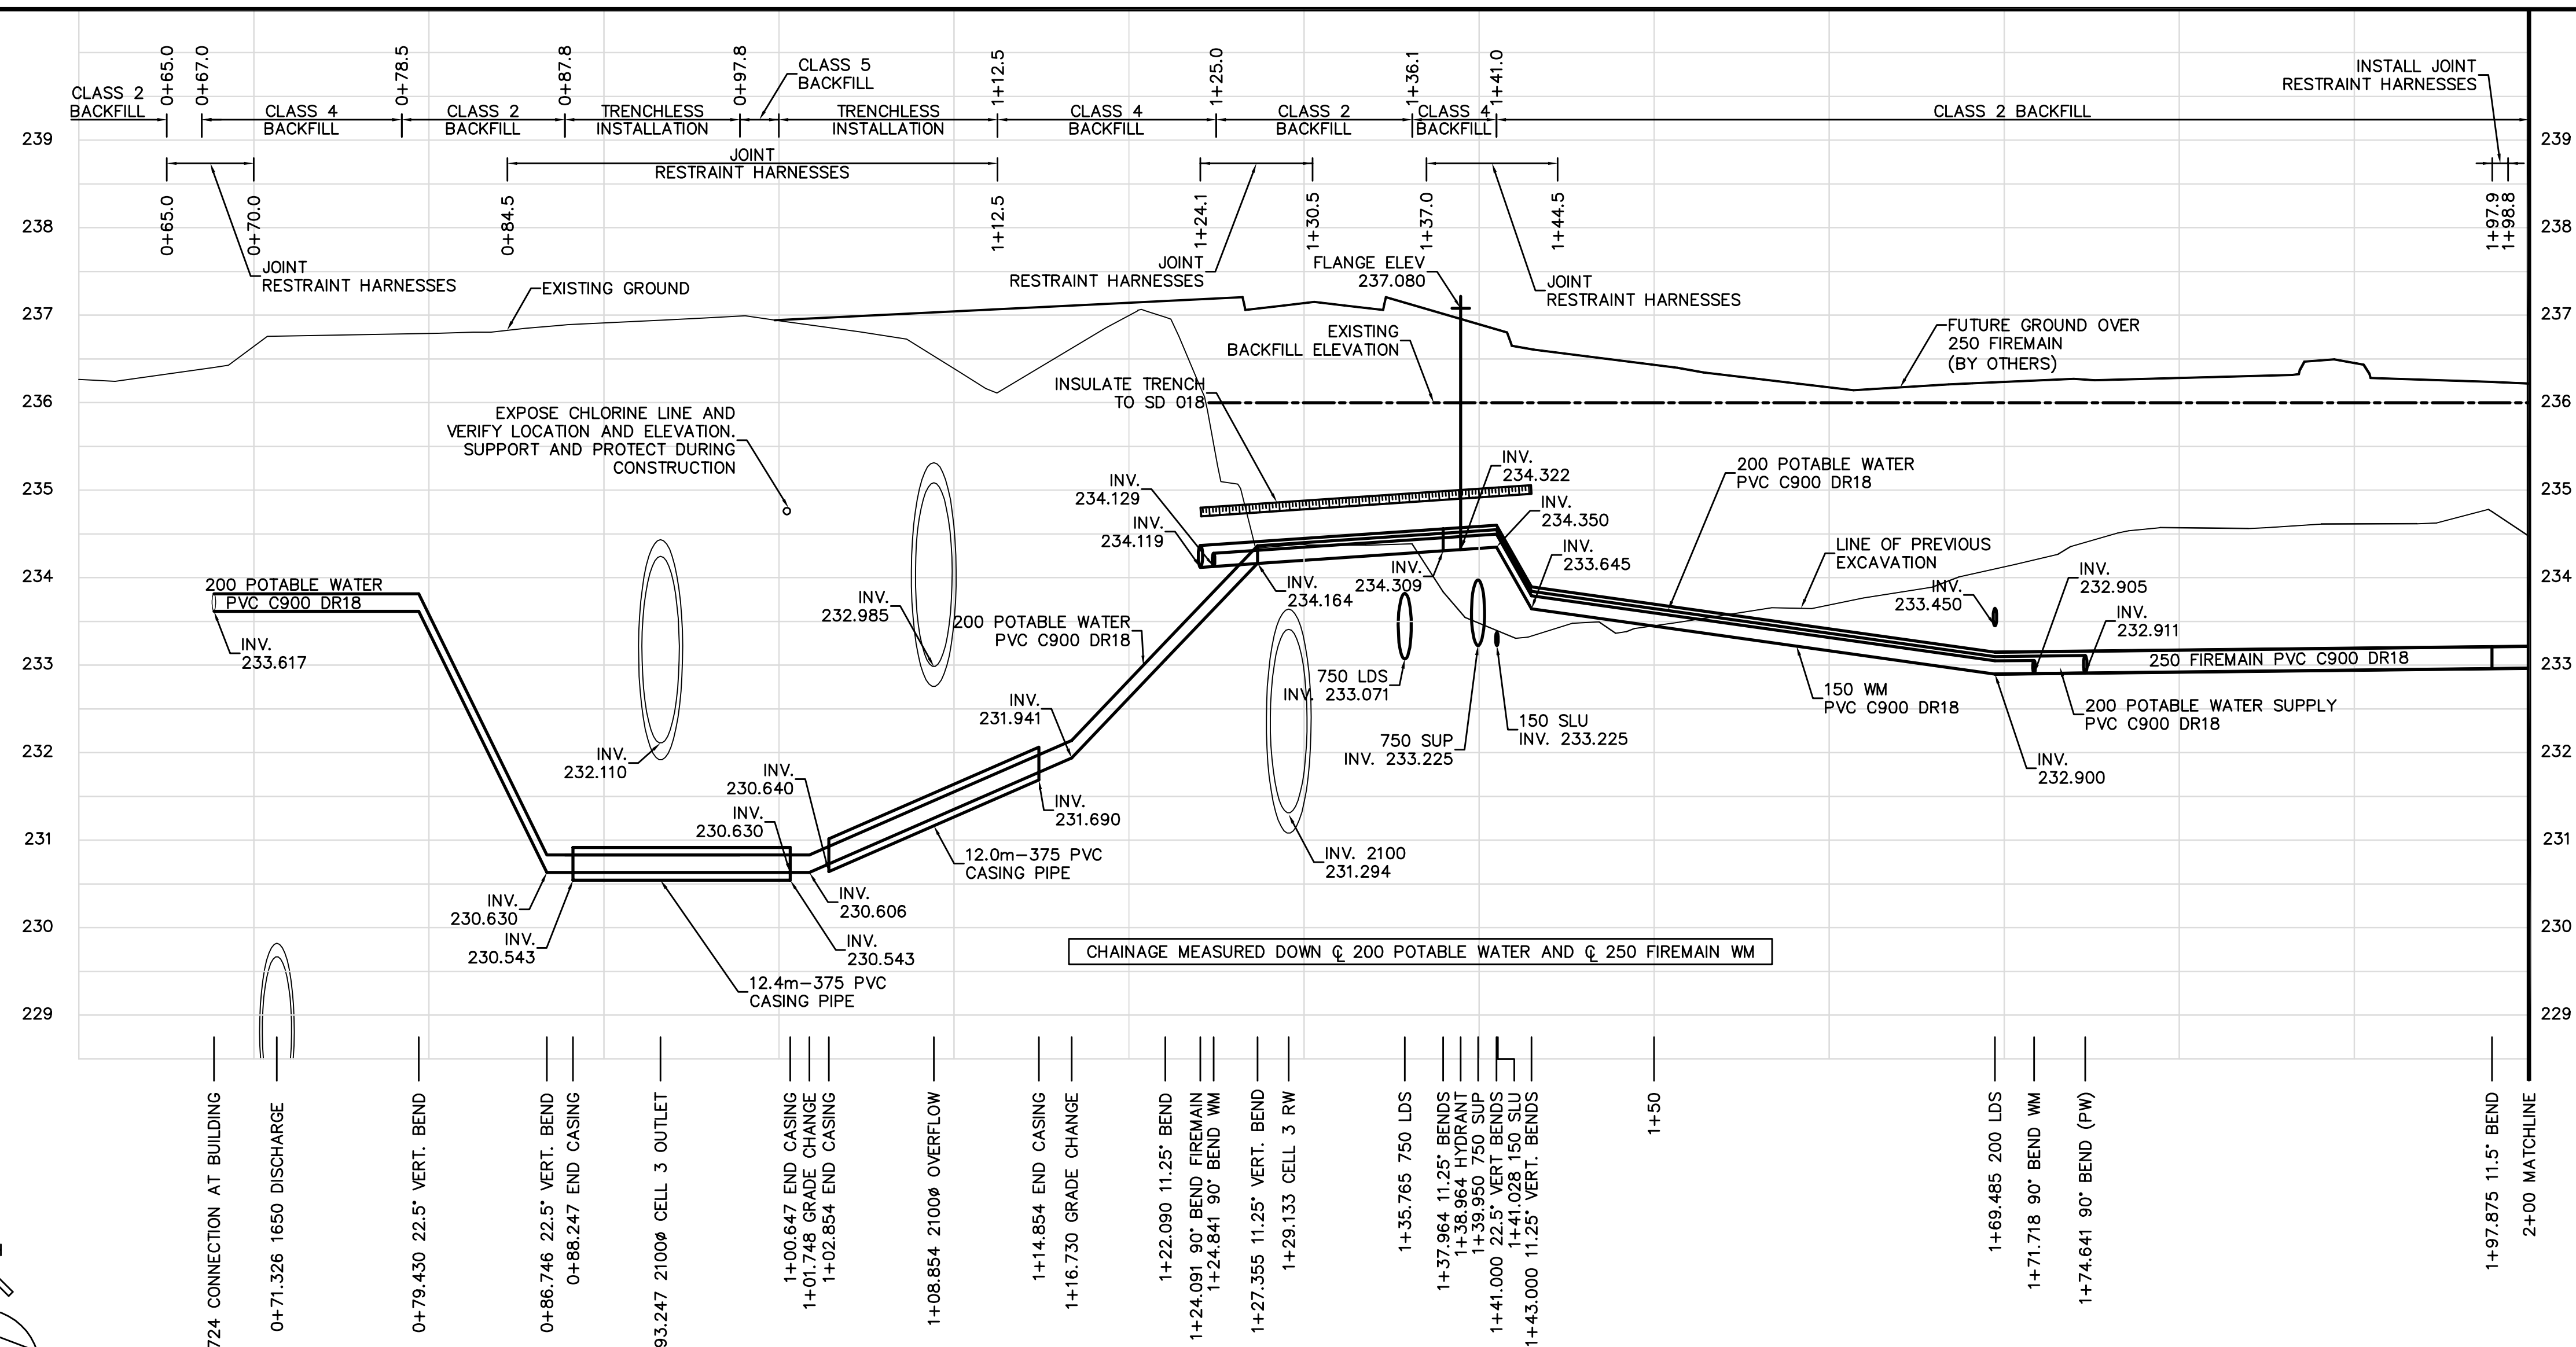 0+65.0
0+67.0
0+78.5
0+87.8
0+97.8
1+12.5
1+25.0
1+36.1
1+41.0
CLASS 2
BACKFILL
CLASS 4
BACKFILL
CLASS 2
BACKFILL
TRENCHLESS
INSTALLATION
CLASS 5
BACKFILL
TRENCHLESS
INSTALLATION
CLASS 4
BACKFILL
CLASS 2
BACKFILL
CLASS 4
BACKFILL
CLASS 2 BACKFILL
INSTALL JOINT
RESTRAINT HARNESSES
239
239
JOINT
RESTRAINT HARNESSES
0+65.0
0+70.0
0+84.5
1+12.5
1+24.1
1+30.5
1+37.0
1+44.5
1+97.9
1+98.8
238
238
JOINT
RESTRAINT HARNESSES
EXISTING GROUND
JOINT
RESTRAINT HARNESSES
FLANGE ELEV
237.080
JOINT
RESTRAINT HARNESSES
237
237
EXISTING
BACKFILL ELEVATION
FUTURE GROUND OVER
250 FIREMAIN
(BY OTHERS)
INSULATE TRENCH
TO SD 018
236
236
EXPOSE CHLORINE LINE AND
VERIFY LOCATION AND ELEVATION.
SUPPORT AND PROTECT DURING
CONSTRUCTION
235
235
INV.
234.129
INV.
234.119
INV.
234.322
INV.
234.350
200 POTABLE WATER
PVC C900 DR18
INV.
233.645
LINE OF PREVIOUS
EXCAVATION
234
234
200 POTABLE WATER
PVC C900 DR18
INV.
233.617
INV.
232.985
200 POTABLE WATER
PVC C900 DR18
INV.
234.164
INV.
234.309
INV.
233.450
INV.
232.905
INV.
232.911
233
233
250 FIREMAIN PVC C900 DR18
750 LDS
INV. 233.071
750 SUP
INV. 233.225
150 SLU
INV. 233.225
150 WM
PVC C900 DR18
200 POTABLE WATER SUPPLY
PVC C900 DR18
INV.
231.941
INV.
232.110
232
232
INV.
232.900
INV.
230.640
INV.
230.630
INV.
231.690
231
231
12.0m-375 PVC
CASING PIPE
INV. 2100
231.294
INV.
230.630
INV.
230.606
230
230
INV.
230.543
INV.
230.543
CHAINAGE MEASURED DOWN ℄ 200 POTABLE WATER AND ℄ 250 FIREMAIN WM
12.4m-375 PVC
CASING PIPE
229
229
724 CONNECTION AT BUILDING
0+71.326 1650 DISCHARGE
0+79.430 22.5° VERT. BEND
0+86.746 22.5° VERT. BEND
0+88.247 END CASING
93.247 2100ø CELL 3 OUTLET
1+00.647 END CASING
1+01.748 GRADE CHANGE
1+02.854 END CASING
1+08.854 2100ø OVERFLOW
1+14.854 END CASING
1+16.730 GRADE CHANGE
1+22.090 11.25° BEND
1+24.091 90° BEND FIREMAIN
1+24.841 90° BEND WM
1+27.355 11.25° VERT. BEND
1+29.133 CELL 3 RW
1+35.765 750 LDS
1+37.964 11.25° BENDS
1+38.964 HYDRANT
1+39.950 750 SUP
1+41.000 22.5° VERT BENDS
1+41.028 150 SLU
1+43.000 11.25° VERT. BENDS
1+50
1+69.485 200 LDS
1+71.718 90° BEND WM
1+74.641 90° BEND (PW)
1+97.875 11.5° BEND
2+00 MATCHLINE